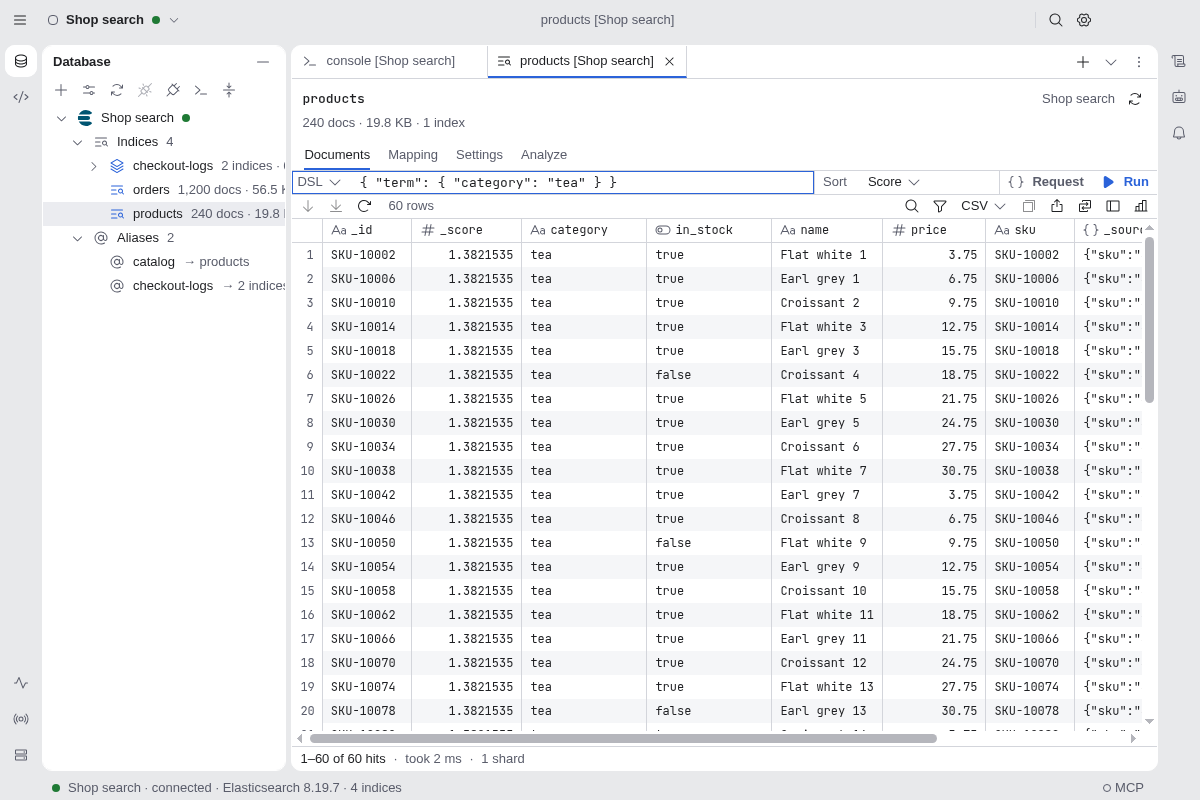 Shop search
products [Shop search]
Database
console [Shop search]
products [Shop search]
products
Shop search
240 docs · 19.8 KB · 1 index
Documents Mapping Settings Analyze
DSL { "term": { "category": "tea" } } Sort Score { } Request Run
60 rows CSV
Shop search
Indices 4
checkout-logs 2 indices ·
orders 1,200 docs · 56.5
products 240 docs · 19.8
Aliases 2
catalog → products
checkout-logs → 2 indices
Aa _id # _score Aa category in_stock Aa name # price Aa sku { } _sourc
1 SKU-10002 1.3821535 tea true Flat white 1 3.75 SKU-10002 {"sku":"
2 SKU-10006 1.3821535 tea true Earl grey 1 6.75 SKU-10006 {"sku":"
3 SKU-10010 1.3821535 tea true Croissant 2 9.75 SKU-10010 {"sku":"
4 SKU-10014 1.3821535 tea true Flat white 3 12.75 SKU-10014 {"sku":"
5 SKU-10018 1.3821535 tea true Earl grey 3 15.75 SKU-10018 {"sku":"
6 SKU-10022 1.3821535 tea false Croissant 4 18.75 SKU-10022 {"sku":"
7 SKU-10026 1.3821535 tea true Flat white 5 21.75 SKU-10026 {"sku":"
8 SKU-10030 1.3821535 tea true Earl grey 5 24.75 SKU-10030 {"sku":"
9 SKU-10034 1.3821535 tea true Croissant 6 27.75 SKU-10034 {"sku":"
10 SKU-10038 1.3821535 tea true Flat white 7 30.75 SKU-10038 {"sku":"
11 SKU-10042 1.3821535 tea true Earl grey 7 3.75 SKU-10042 {"sku":"
12 SKU-10046 1.3821535 tea true Croissant 8 6.75 SKU-10046 {"sku":"
13 SKU-10050 1.3821535 tea false Flat white 9 9.75 SKU-10050 {"sku":"
14 SKU-10054 1.3821535 tea true Earl grey 9 12.75 SKU-10054 {"sku":"
15 SKU-10058 1.3821535 tea true Croissant 10 15.75 SKU-10058 {"sku":"
16 SKU-10062 1.3821535 tea true Flat white 11 18.75 SKU-10062 {"sku":"
17 SKU-10066 1.3821535 tea true Earl grey 11 21.75 SKU-10066 {"sku":"
18 SKU-10070 1.3821535 tea true Croissant 12 24.75 SKU-10070 {"sku":"
19 SKU-10074 1.3821535 tea true Flat white 13 27.75 SKU-10074 {"sku":"
20 SKU-10078 1.3821535 tea false Earl grey 13 30.75 SKU-10078 {"sku":"
1–60 of 60 hits · took 2 ms · 1 shard
Shop search · connected · Elasticsearch 8.19.7 · 4 indices
MCP